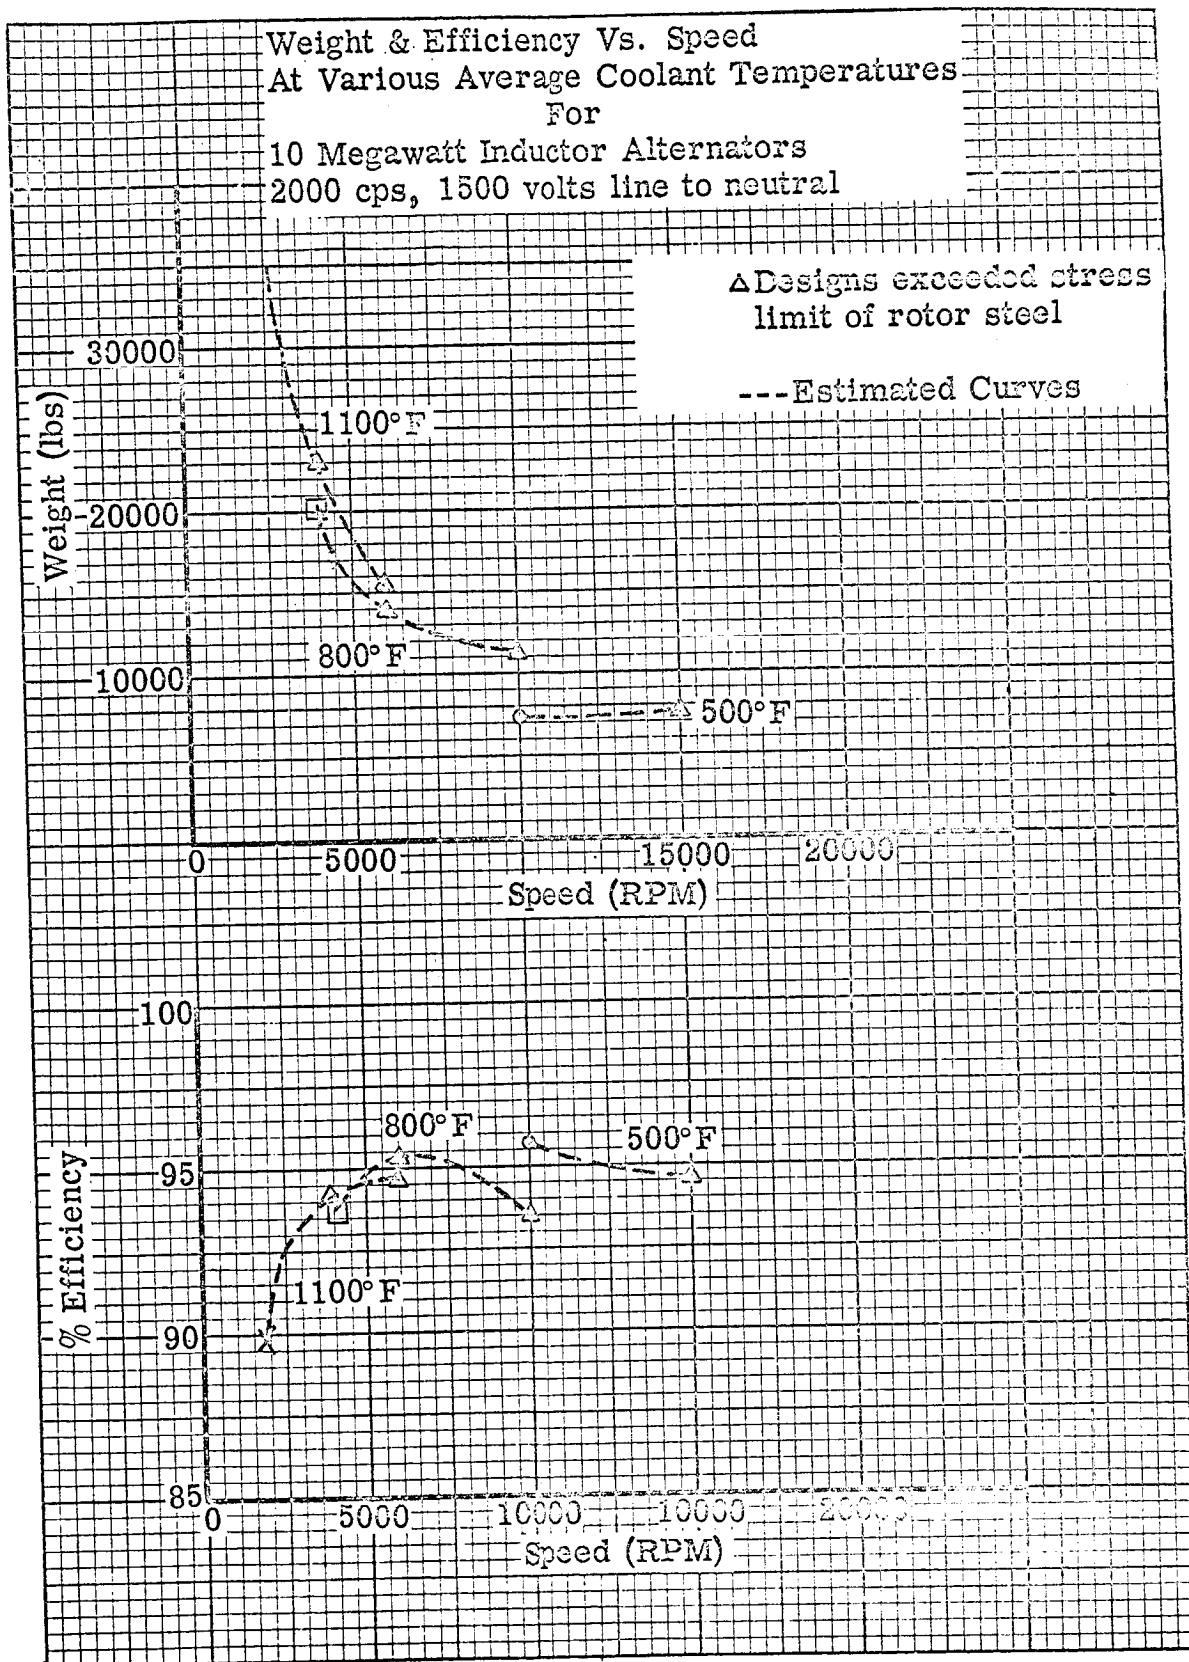 Weight & Efficiency Vs. Speed
At Various Average Coolant Temperatures
For
10 Megawatt Inductor Alternators
2000 cps, 1500 volts line to neutral
△ Designs exceeded stress
limit of rotor steel
--- Estimated Curves
30000
1100°F
Weight (lbs)
20000
800°F
10000
500°F
0 5000 15000 20000
Speed (RPM)
100
800°F 500°F
95
% Efficiency
1100°F
90
85
0 5000 10000 10000 20000
Speed (RPM)